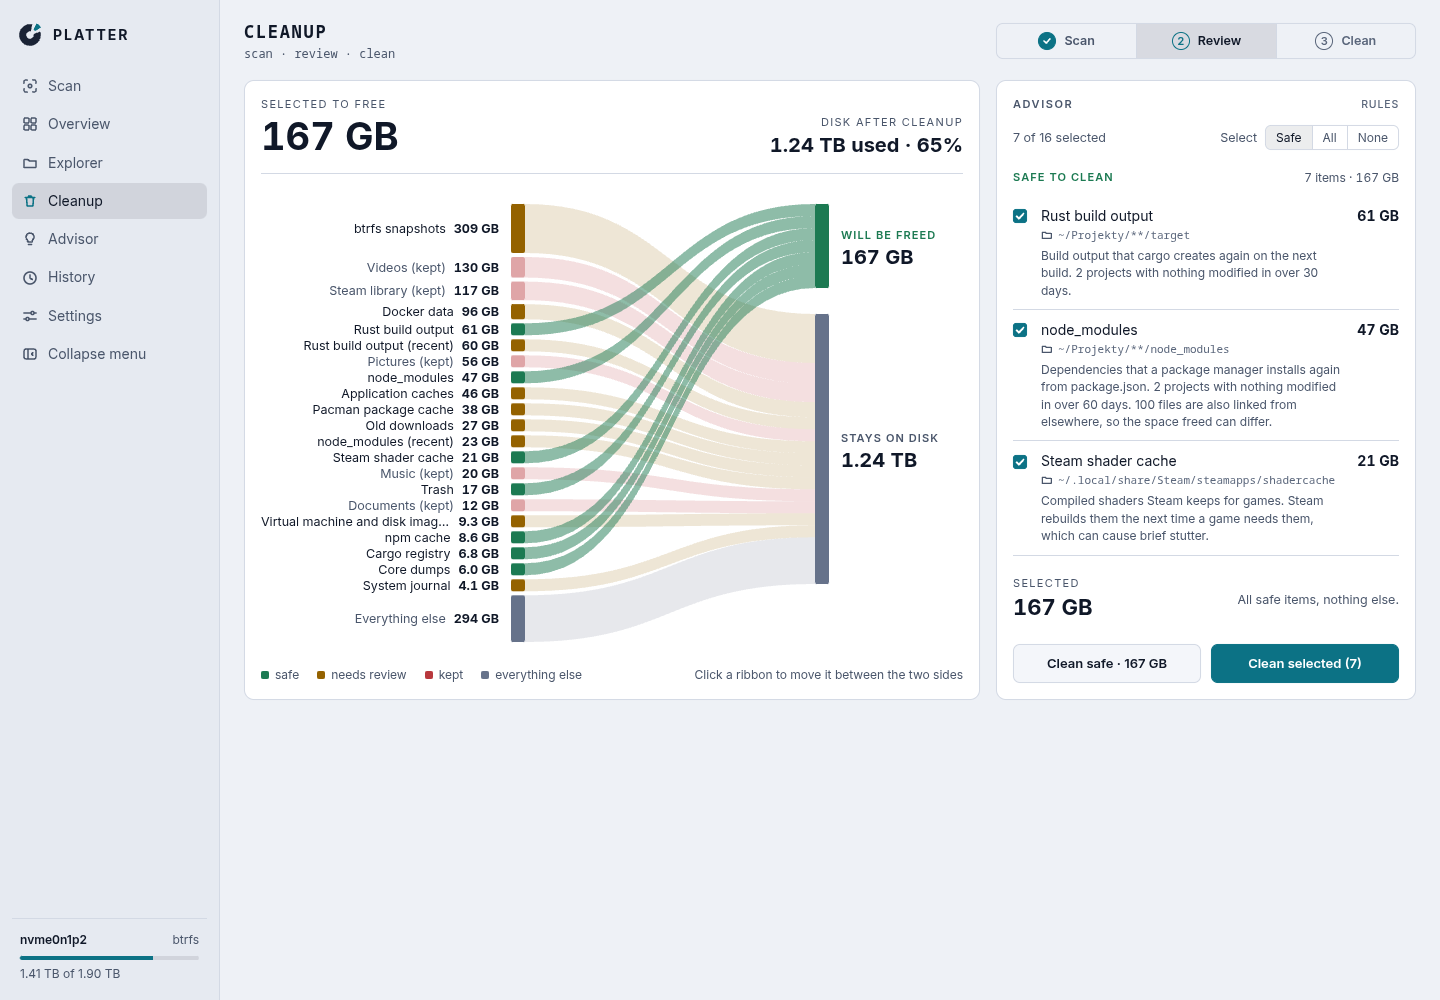 PLATTER
Scan
Overview
Explorer
Cleanup
Advisor
History
Settings
Collapse menu
nvme0n1p2 btrfs
1.41 TB of 1.90 TB
CLEANUP
scan · review · clean
Scan 2 Review 3 Clean
SELECTED TO FREE
167 GB
DISK AFTER CLEANUP
1.24 TB used · 65%
btrfs snapshots 309 GB
Videos (kept) 130 GB
Steam library (kept) 117 GB
Docker data 96 GB
Rust build output 61 GB
Rust build output (recent) 60 GB
Pictures (kept) 56 GB
node_modules 47 GB
Application caches 46 GB
Pacman package cache 38 GB
Old downloads 27 GB
node_modules (recent) 23 GB
Steam shader cache 21 GB
Music (kept) 20 GB
Trash 17 GB
Documents (kept) 12 GB
Virtual machine and disk imag... 9.3 GB
npm cache 8.6 GB
Cargo registry 6.8 GB
Core dumps 6.0 GB
System journal 4.1 GB
Everything else 294 GB
WILL BE FREED
167 GB
STAYS ON DISK
1.24 TB
safe needs review kept everything else
Click a ribbon to move it between the two sides
ADVISOR RULES
7 of 16 selected Select Safe All None
SAFE TO CLEAN 7 items · 167 GB
Rust build output 61 GB
~/Projekty/**/target
Build output that cargo creates again on the next
build. 2 projects with nothing modified in over 30
days.
node_modules 47 GB
~/Projekty/**/node_modules
Dependencies that a package manager installs again
from package.json. 2 projects with nothing modified
in over 60 days. 100 files are also linked from
elsewhere, so the space freed can differ.
Steam shader cache 21 GB
~/.local/share/Steam/steamapps/shadercache
Compiled shaders Steam keeps for games. Steam
rebuilds them the next time a game needs them,
which can cause brief stutter.
SELECTED
167 GB
All safe items, nothing else.
Clean safe · 167 GB
Clean selected (7)